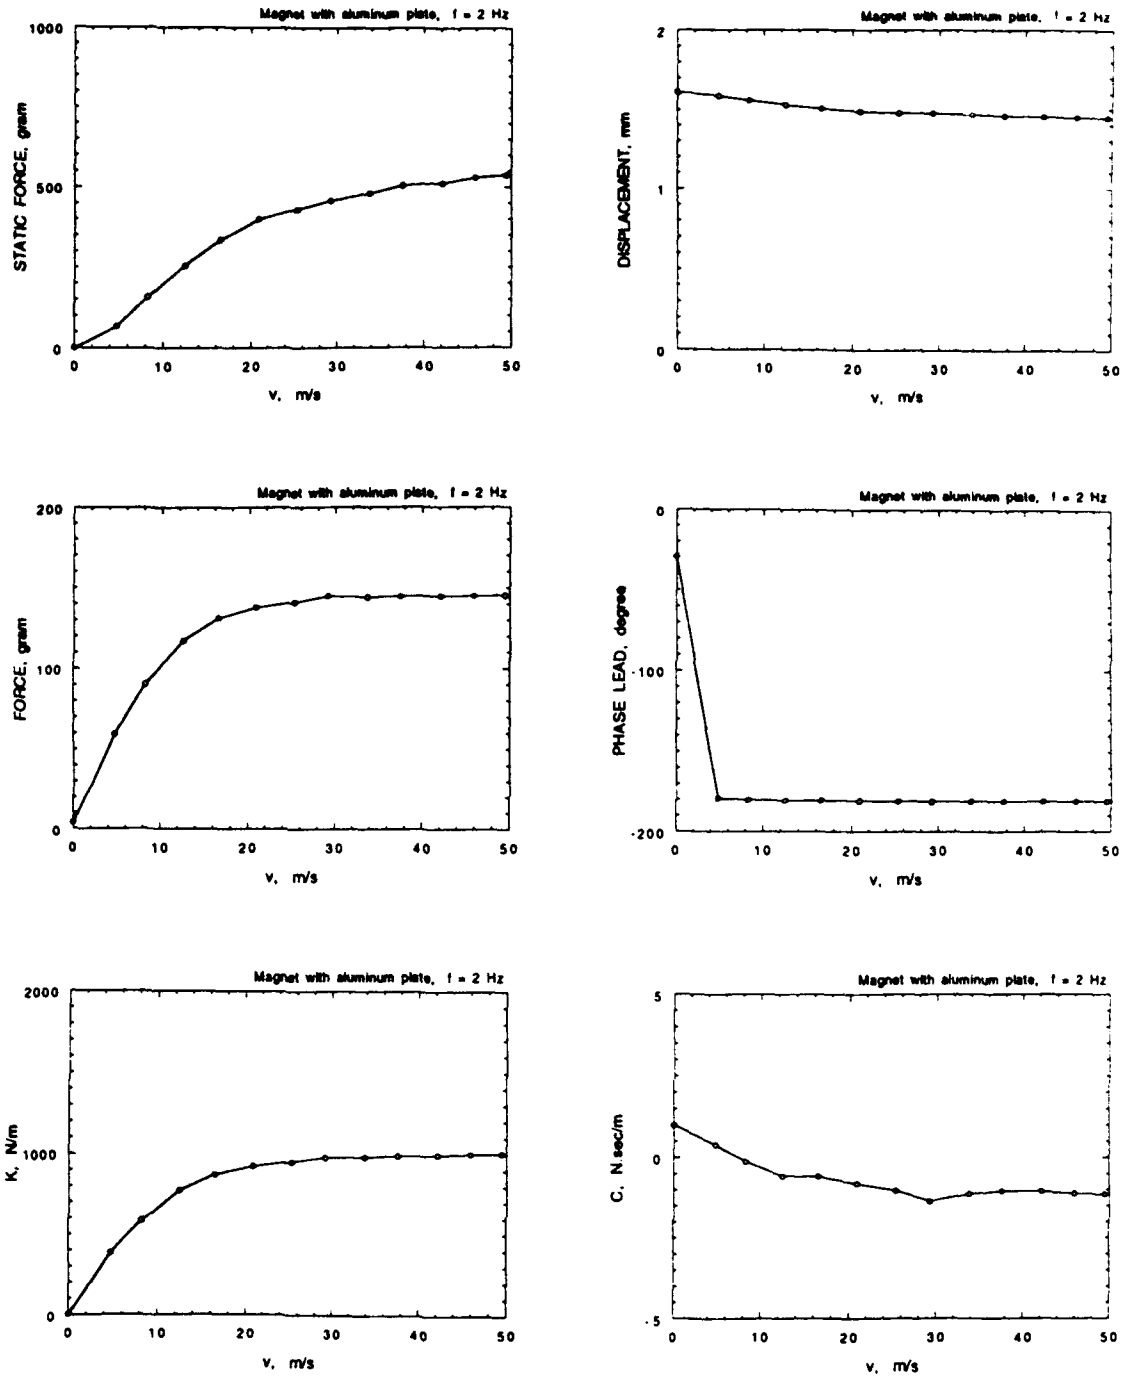 Magnet with aluminum plate, f = 2 Hz
1000
500
0
STATIC FORCE, gram
0 10 20 30 40 50
v, m/s
Magnet with aluminum plate, f = 2 Hz
2
1
0
DISPLACEMENT, mm
0 10 20 30 40 50
v, m/s
Magnet with aluminum plate, f = 2 Hz
200
100
0
FORCE, gram
0 10 20 30 40 50
v, m/s
Magnet with aluminum plate, f = 2 Hz
0
-100
-200
PHASE LEAD, degree
0 10 20 30 40 50
v, m/s
Magnet with aluminum plate, f = 2 Hz
2000
1000
0
K, N/m
0 10 20 30 40 50
v, m/s
Magnet with aluminum plate, f = 2 Hz
5
0
-5
C, N.sec/m
0 10 20 30 40 50
v, m/s